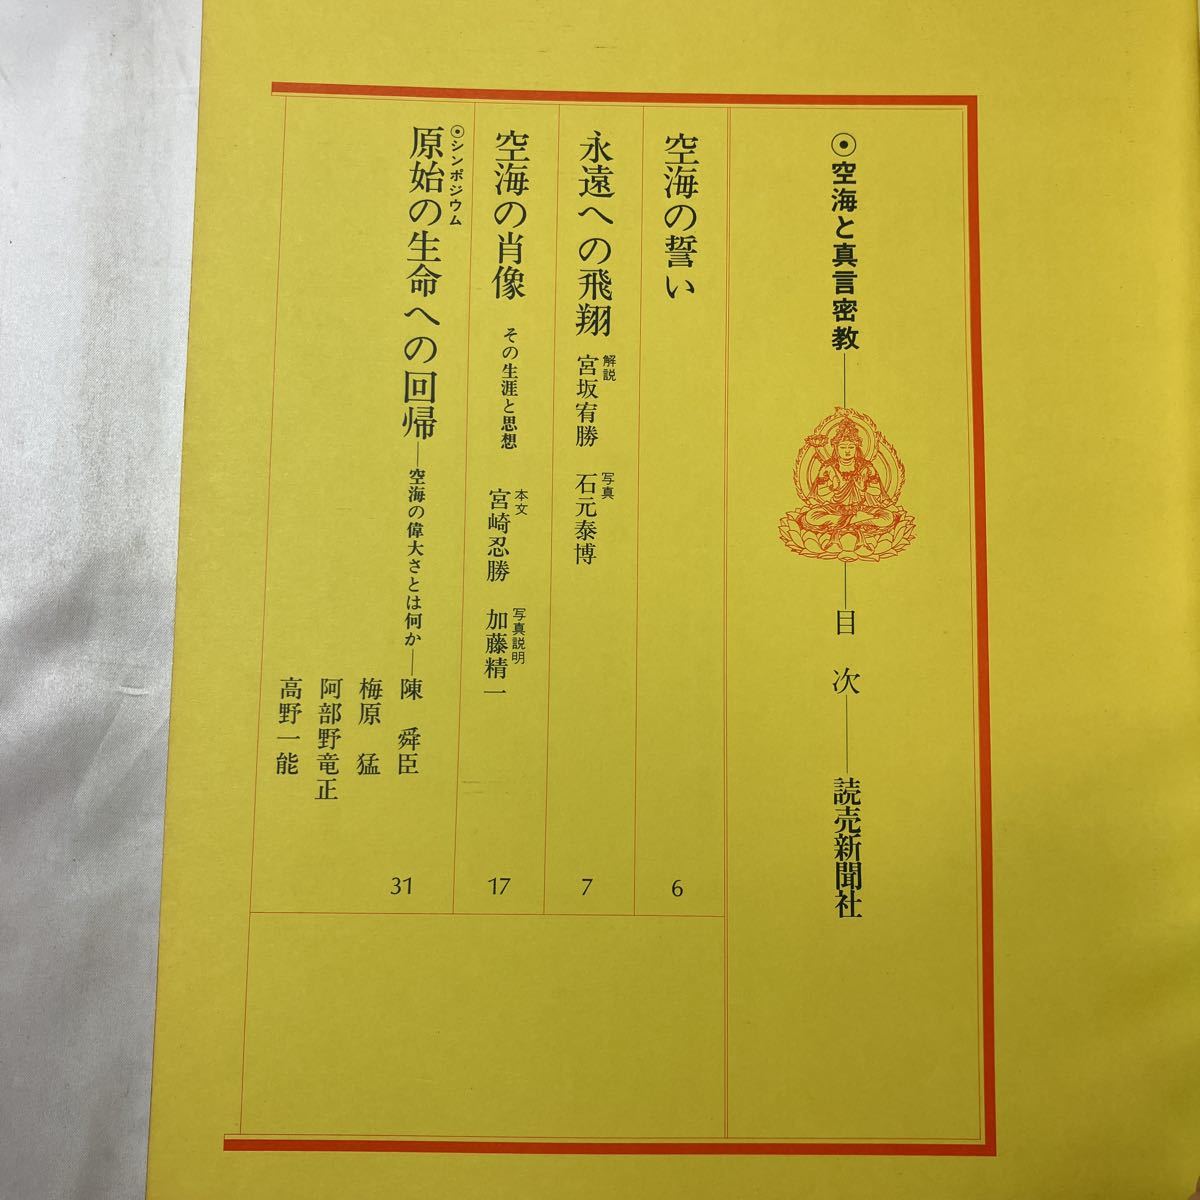 ⦿空海と真言密教
目次
読売新聞社
空海の誓い
6
永遠への飛翔
解説
宮坂宥勝
写真
石元泰博
7
空海の肖像
その生涯と思想
本文
宮崎忍勝
写真説明
加藤精一
17
⦿シンポジウム
原始の生命への回帰
―空海の偉大さとは何か―
陳舜臣
梅原猛
阿部野竜正
高野一能
31